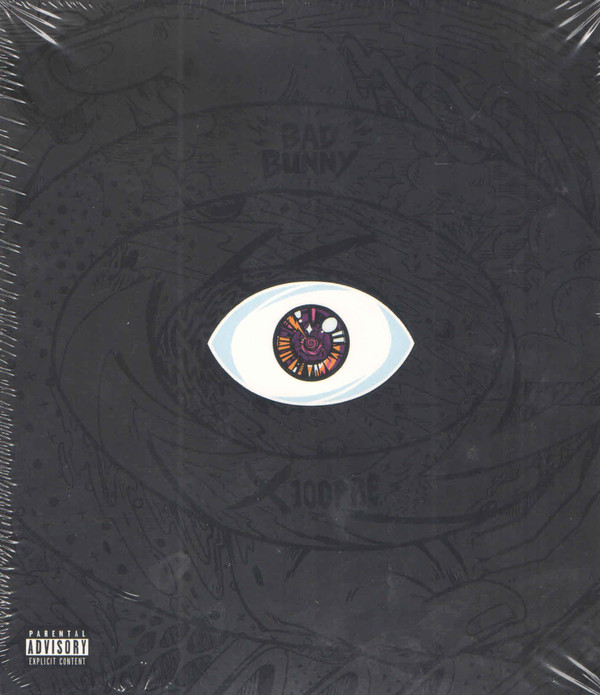 BAD
BUNNY
X 100PRE
PARENTAL
ADVISORY
EXPLICIT CONTENT